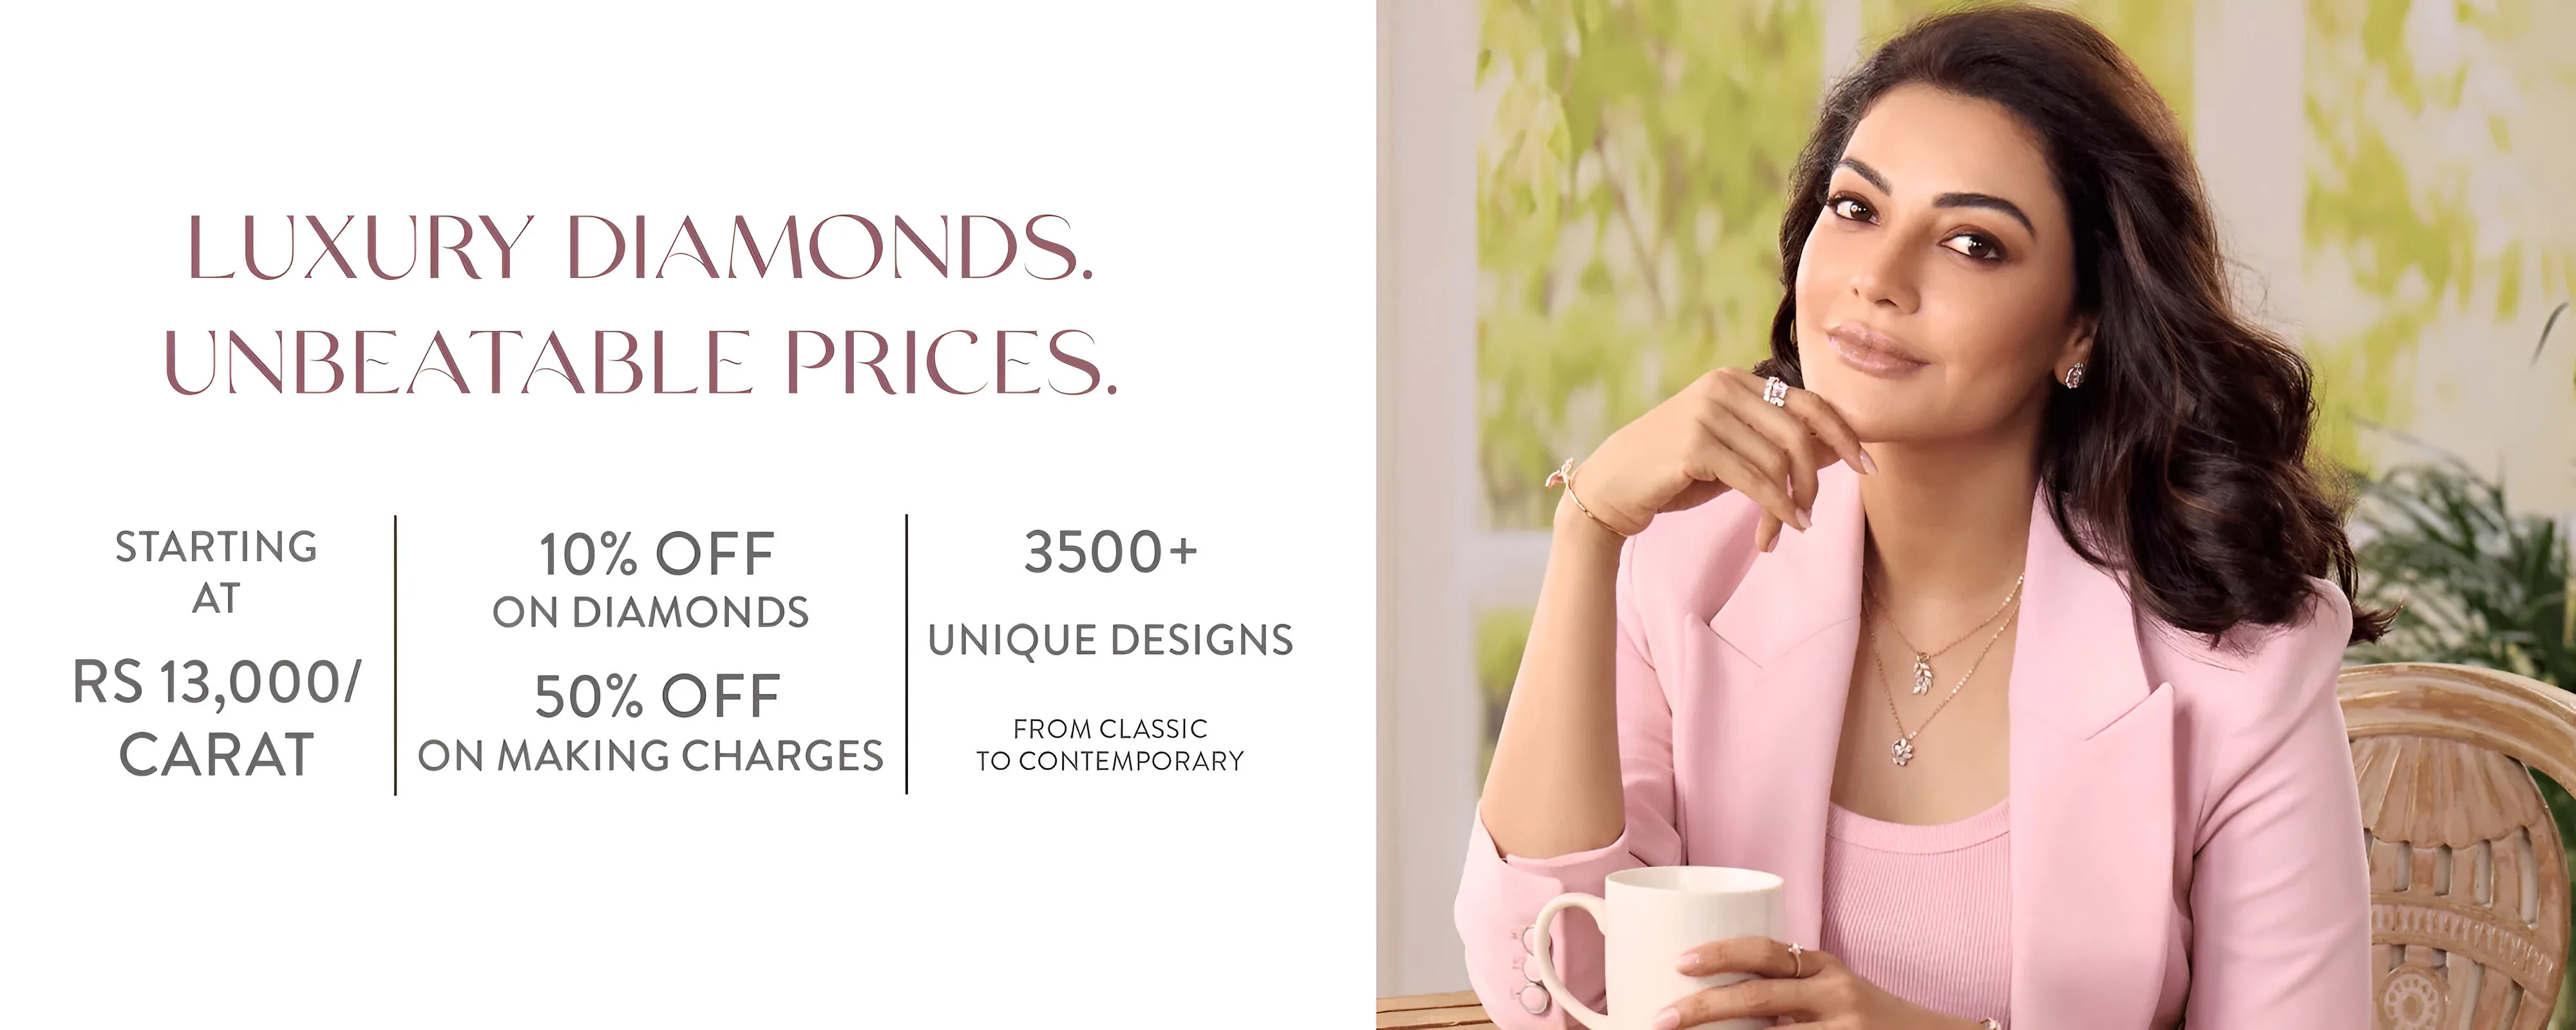 LUXURY DIAMONDS.
UNBEATABLE PRICES.
STARTING
AT
RS 13,000/
CARAT
10% OFF
ON DIAMONDS
50% OFF
ON MAKING CHARGES
3500+
UNIQUE DESIGNS
FROM CLASSIC
TO CONTEMPORARY